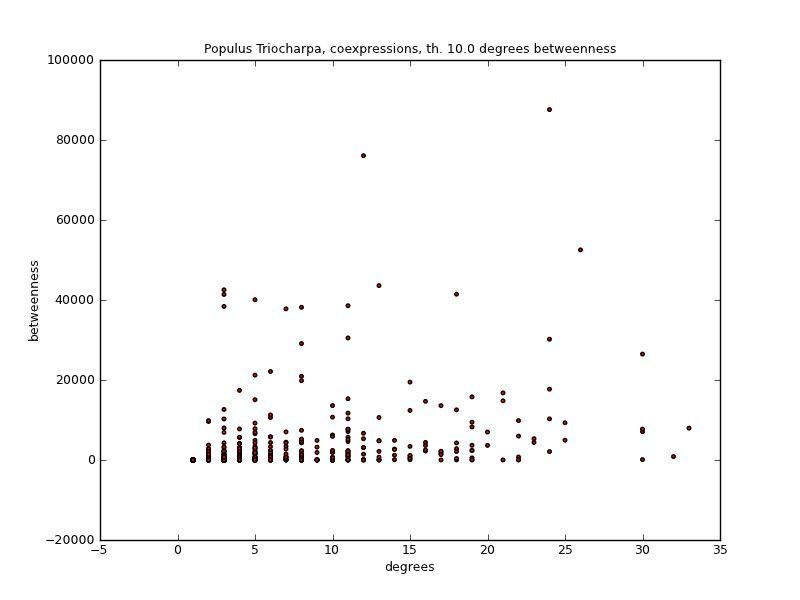 Populus Triocharpa, coexpressions, th. 10.0 degrees betweenness
100000
80000
60000
40000
20000
0
−20000
betweenness
−5 0 5 10 15 20 25 30 35
degrees